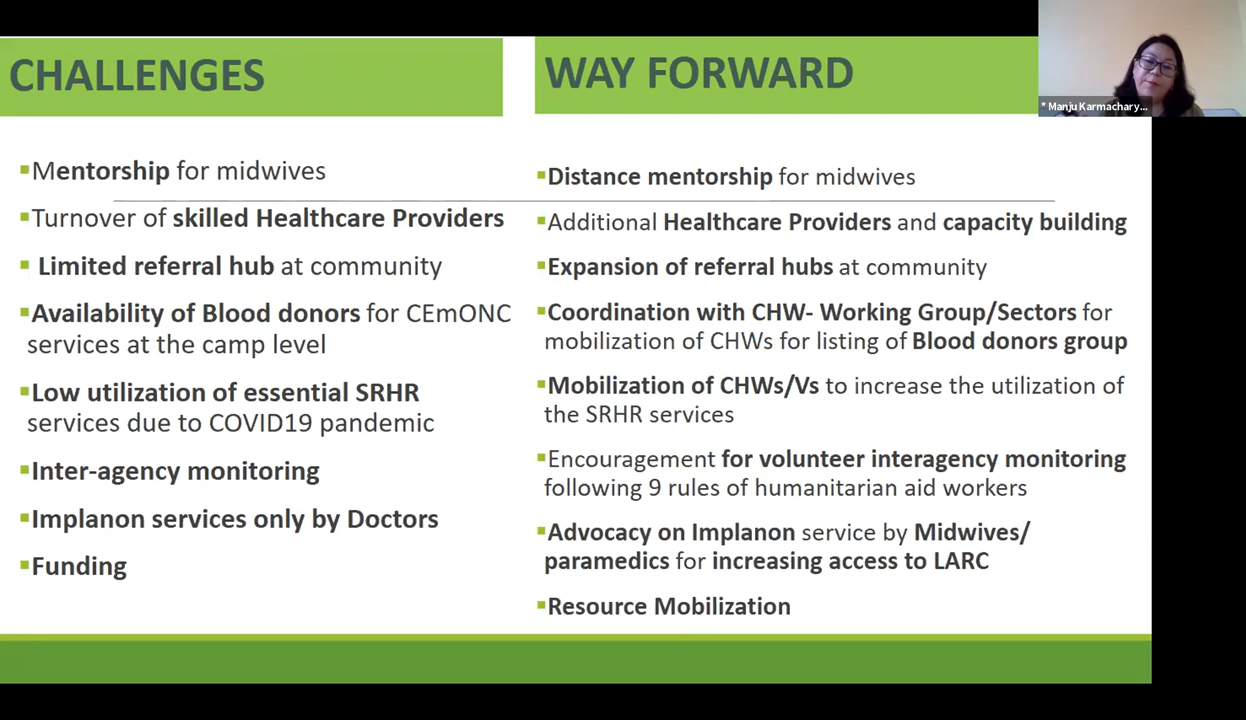 CHALLENGES
▪Mentorship for midwives
▪Turnover of skilled Healthcare Providers
▪ Limited referral hub at community
▪Availability of Blood donors for CEmONC
services at the camp level
▪Low utilization of essential SRHR
services due to COVID19 pandemic
▪Inter-agency monitoring
▪Implanon services only by Doctors
▪Funding
WAY FORWARD
▪Distance mentorship for midwives
▪Additional Healthcare Providers and capacity building
▪Expansion of referral hubs at community
▪Coordination with CHW- Working Group/Sectors for
mobilization of CHWs for listing of Blood donors group
▪Mobilization of CHWs/Vs to increase the utilization of
the SRHR services
▪Encouragement for volunteer interagency monitoring
following 9 rules of humanitarian aid workers
▪Advocacy on Implanon service by Midwives/
paramedics for increasing access to LARC
▪Resource Mobilization
* Manju Karmachary...